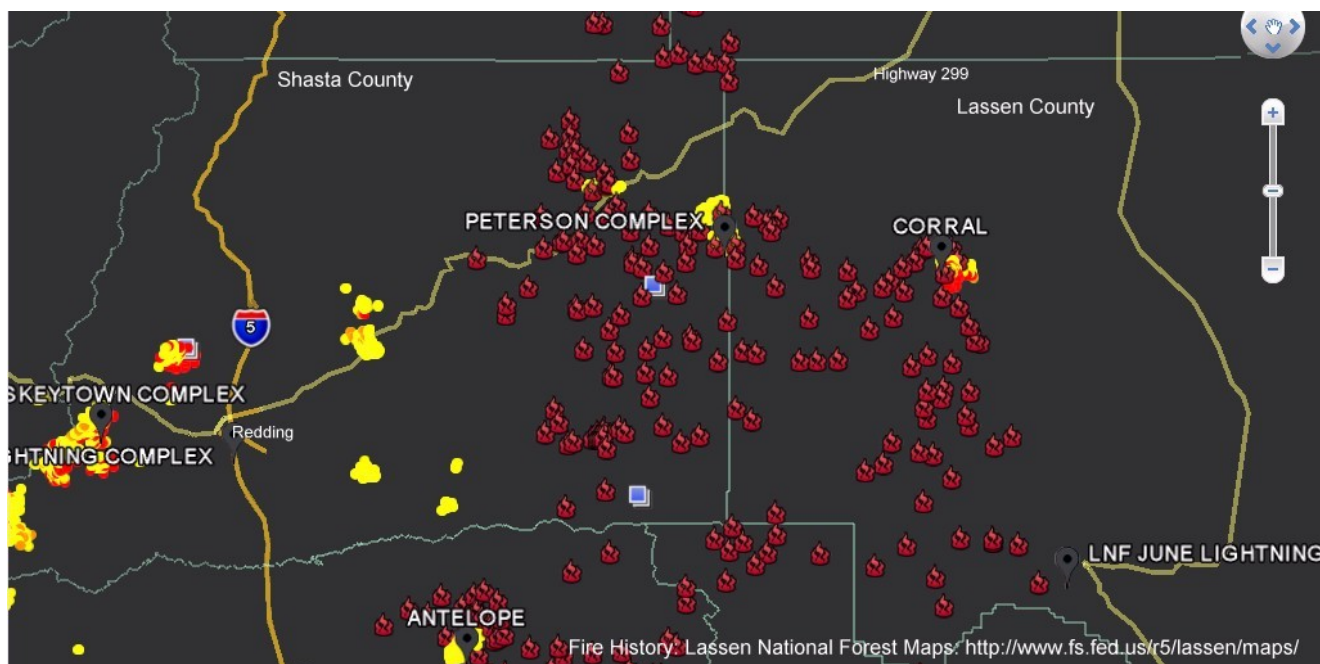 Highway 299
Shasta County
Lassen County
PETERSON COMPLEX
CORRAL
5
SKEYTOWN COMPLEX
Redding
GHTNING COMPLEX
LNF JUNE LIGHTNING
ANTELOPE
Fire History: Lassen National Forest Maps: http://www.fs.fed.us/r5/lassen/maps/